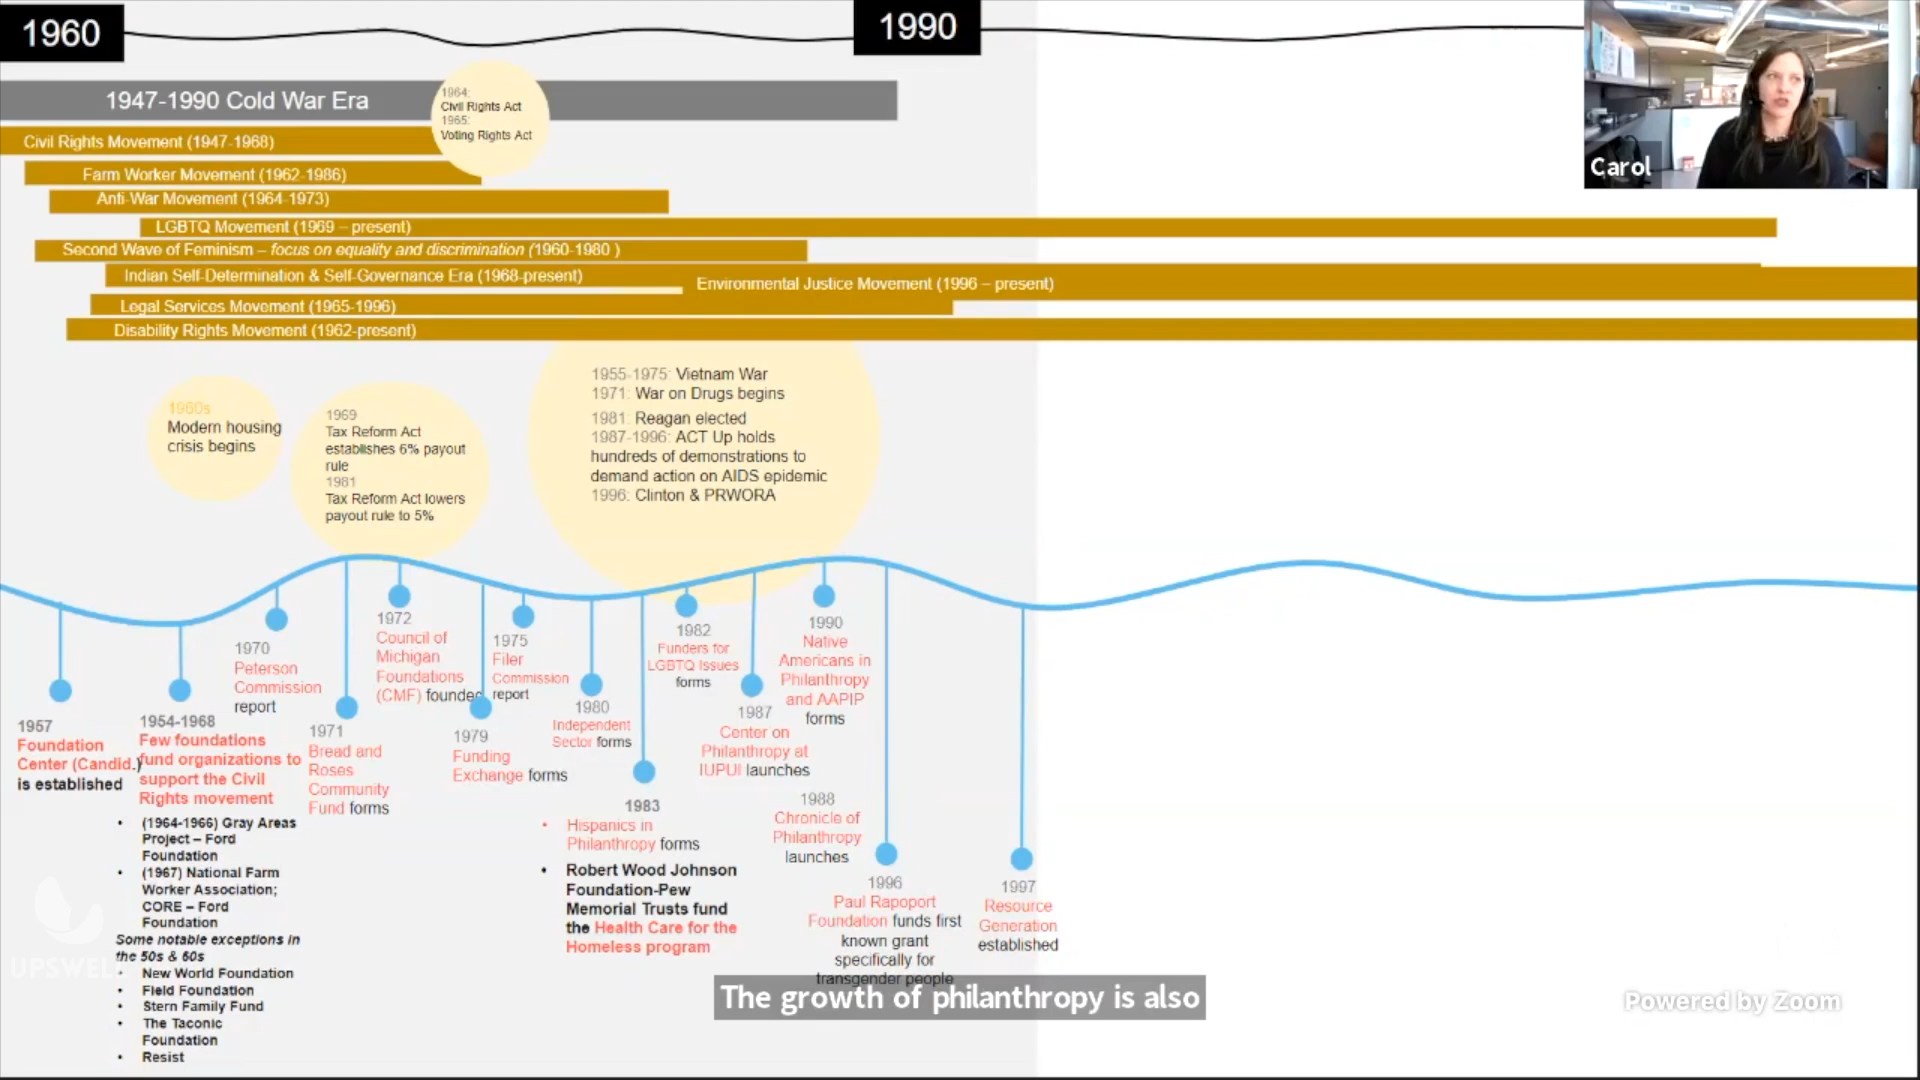 1960
1990
1947-1990 Cold War Era
1964:
Civil Rights Act
1965:
Voting Rights Act
Civil Rights Movement (1947-1968)
Farm Worker Movement (1962-1986)
Anti-War Movement (1964-1973)
LGBTQ Movement (1969 – present)
Second Wave of Feminism – focus on equality and discrimination (1960-1980 )
Indian Self-Determination & Self-Governance Era (1968-present)
Environmental Justice Movement (1996 – present)
Legal Services Movement (1965-1996)
Disability Rights Movement (1962-present)
Carol
1960s
Modern housing
crisis begins
1969
Tax Reform Act
establishes 6% payout
rule
1981
Tax Reform Act lowers
payout rule to 5%
1955-1975: Vietnam War
1971: War on Drugs begins
1981: Reagan elected
1987-1996: ACT Up holds
hundreds of demonstrations to
demand action on AIDS epidemic
1996: Clinton & PRWORA
1957
Foundation
Center (Candid.)
is established
1954-1968
Few foundations
fund organizations to
support the Civil
Rights movement
• (1964-1966) Gray Areas
Project – Ford
Foundation
• (1967) National Farm
Worker Association;
CORE – Ford
Foundation
Some notable exceptions in
the 50s & 60s
• New World Foundation
• Field Foundation
• Stern Family Fund
• The Taconic
Foundation
• Resist
1970
Peterson
Commission
report
1971
Bread and
Roses
Community
Fund forms
1972
Council of
Michigan
Foundations
(CMF) founded
1975
Filer
Commission
report
1979
Funding
Exchange forms
1980
Independent
Sector forms
1983
• Hispanics in
Philanthropy forms
• Robert Wood Johnson
Foundation-Pew
Memorial Trusts fund
the Health Care for the
Homeless program
1982
Funders for
LGBTQ Issues
forms
1987
Center on
Philanthropy at
IUPUI launches
1988
Chronicle of
Philanthropy
launches
1990
Native
Americans in
Philanthropy
and AAPIP
forms
1996
Paul Rapoport
Foundation funds first
known grant
specifically for
transgender people
1997
Resource
Generation
established
UPSWELL
The growth of philanthropy is also
Powered by Zoom